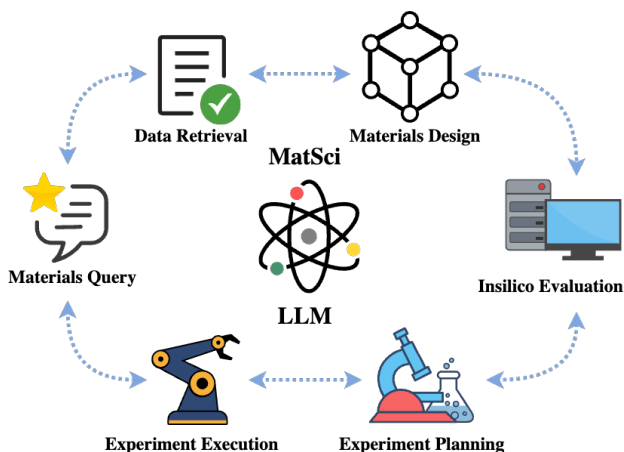 Data Retrieval
Materials Design
MatSci
Materials Query
Insilico Evaluation
LLM
Experiment Execution
Experiment Planning